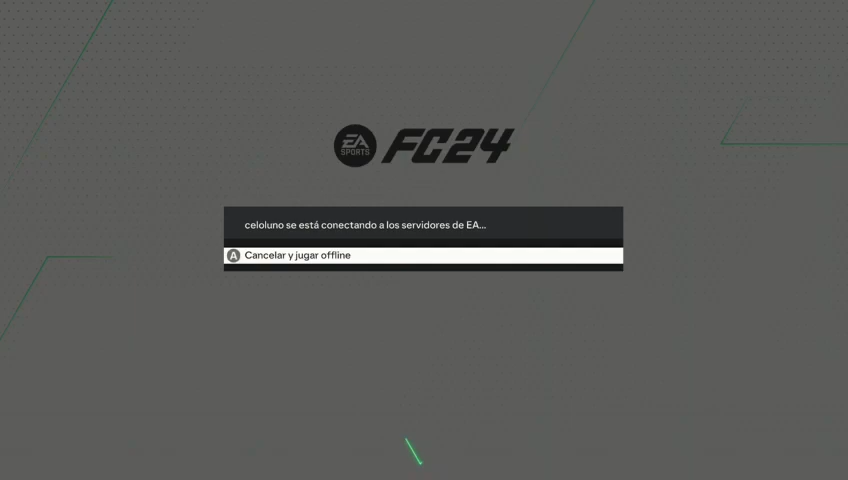 EA SPORTS FC24
celoluno se está conectando a los servidores de EA...
A Cancelar y jugar offline